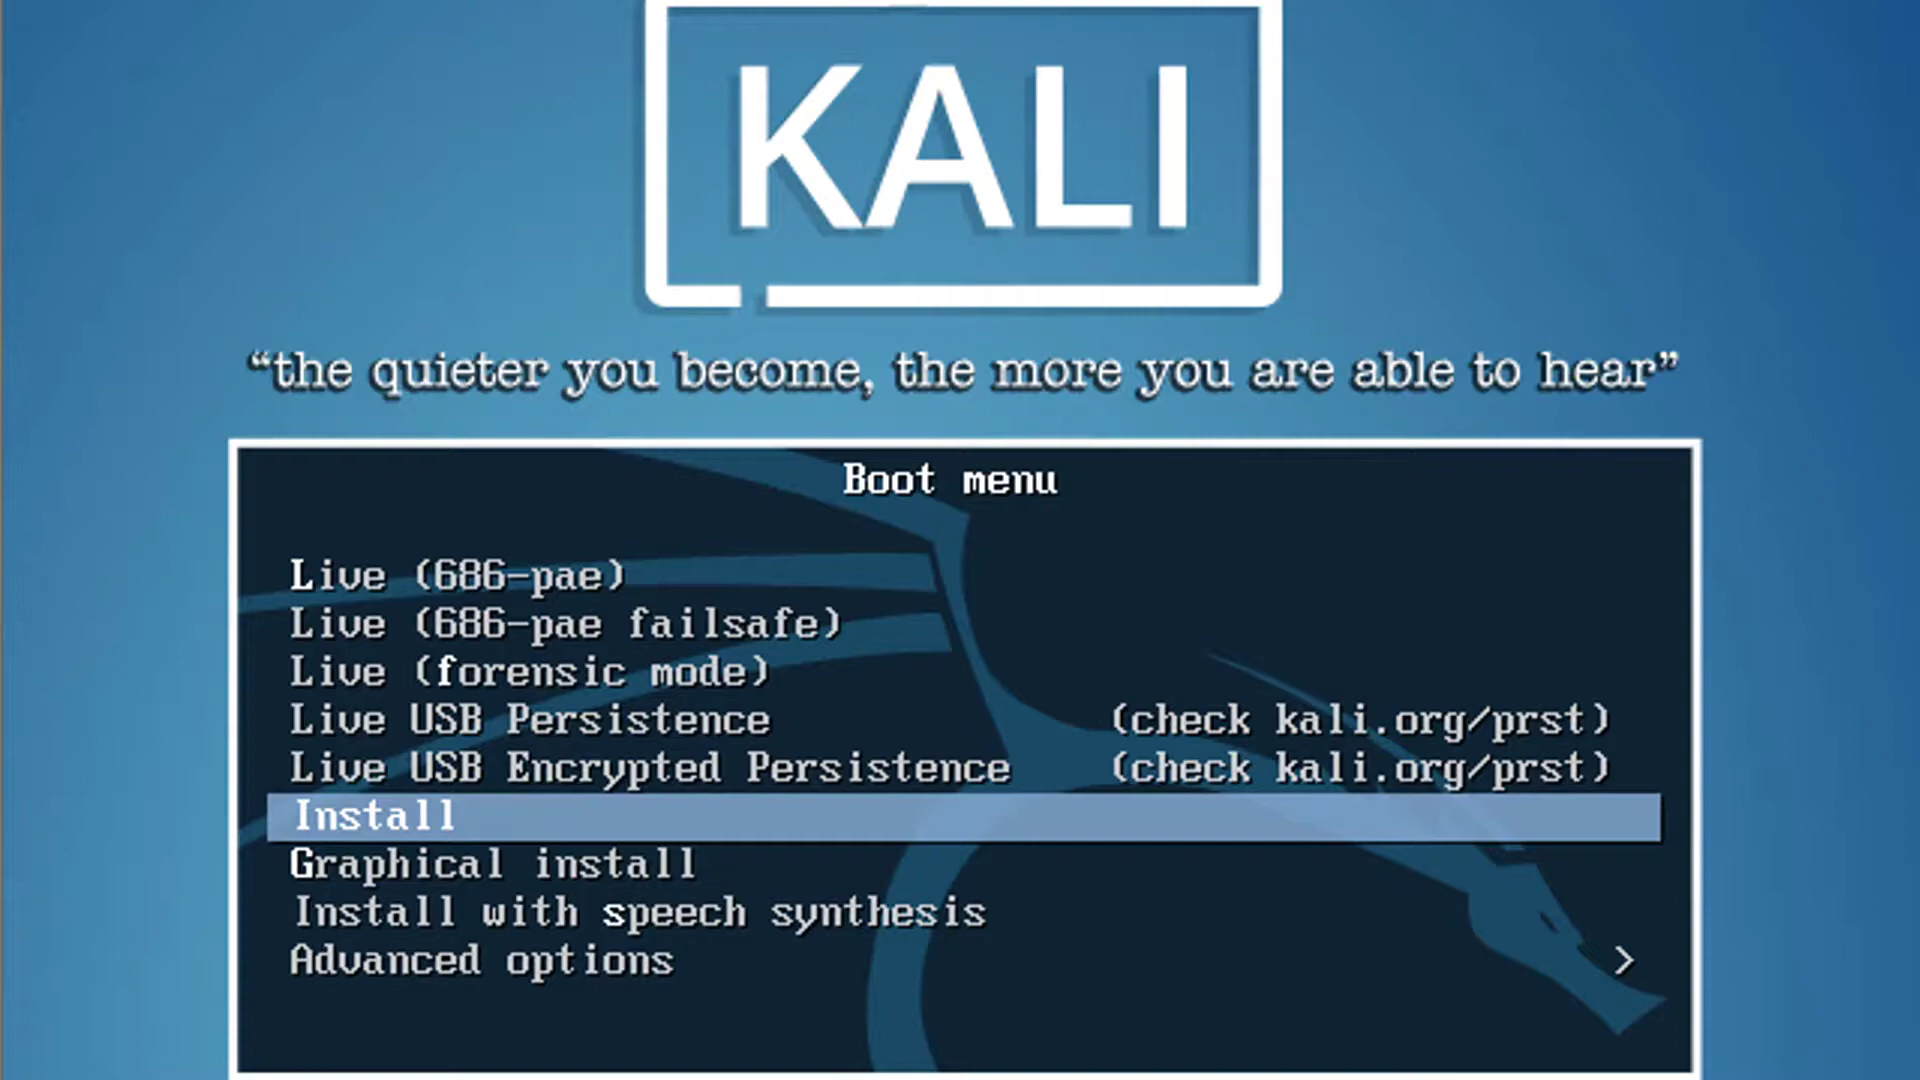 KALI
“the quieter you become, the more you are able to hear”
Boot menu
Live (686-pae)
Live (686-pae failsafe)
Live (forensic mode)
Live USB Persistence (check kali.org/prst)
Live USB Encrypted Persistence (check kali.org/prst)
Install
Graphical install
Install with speech synthesis
Advanced options >